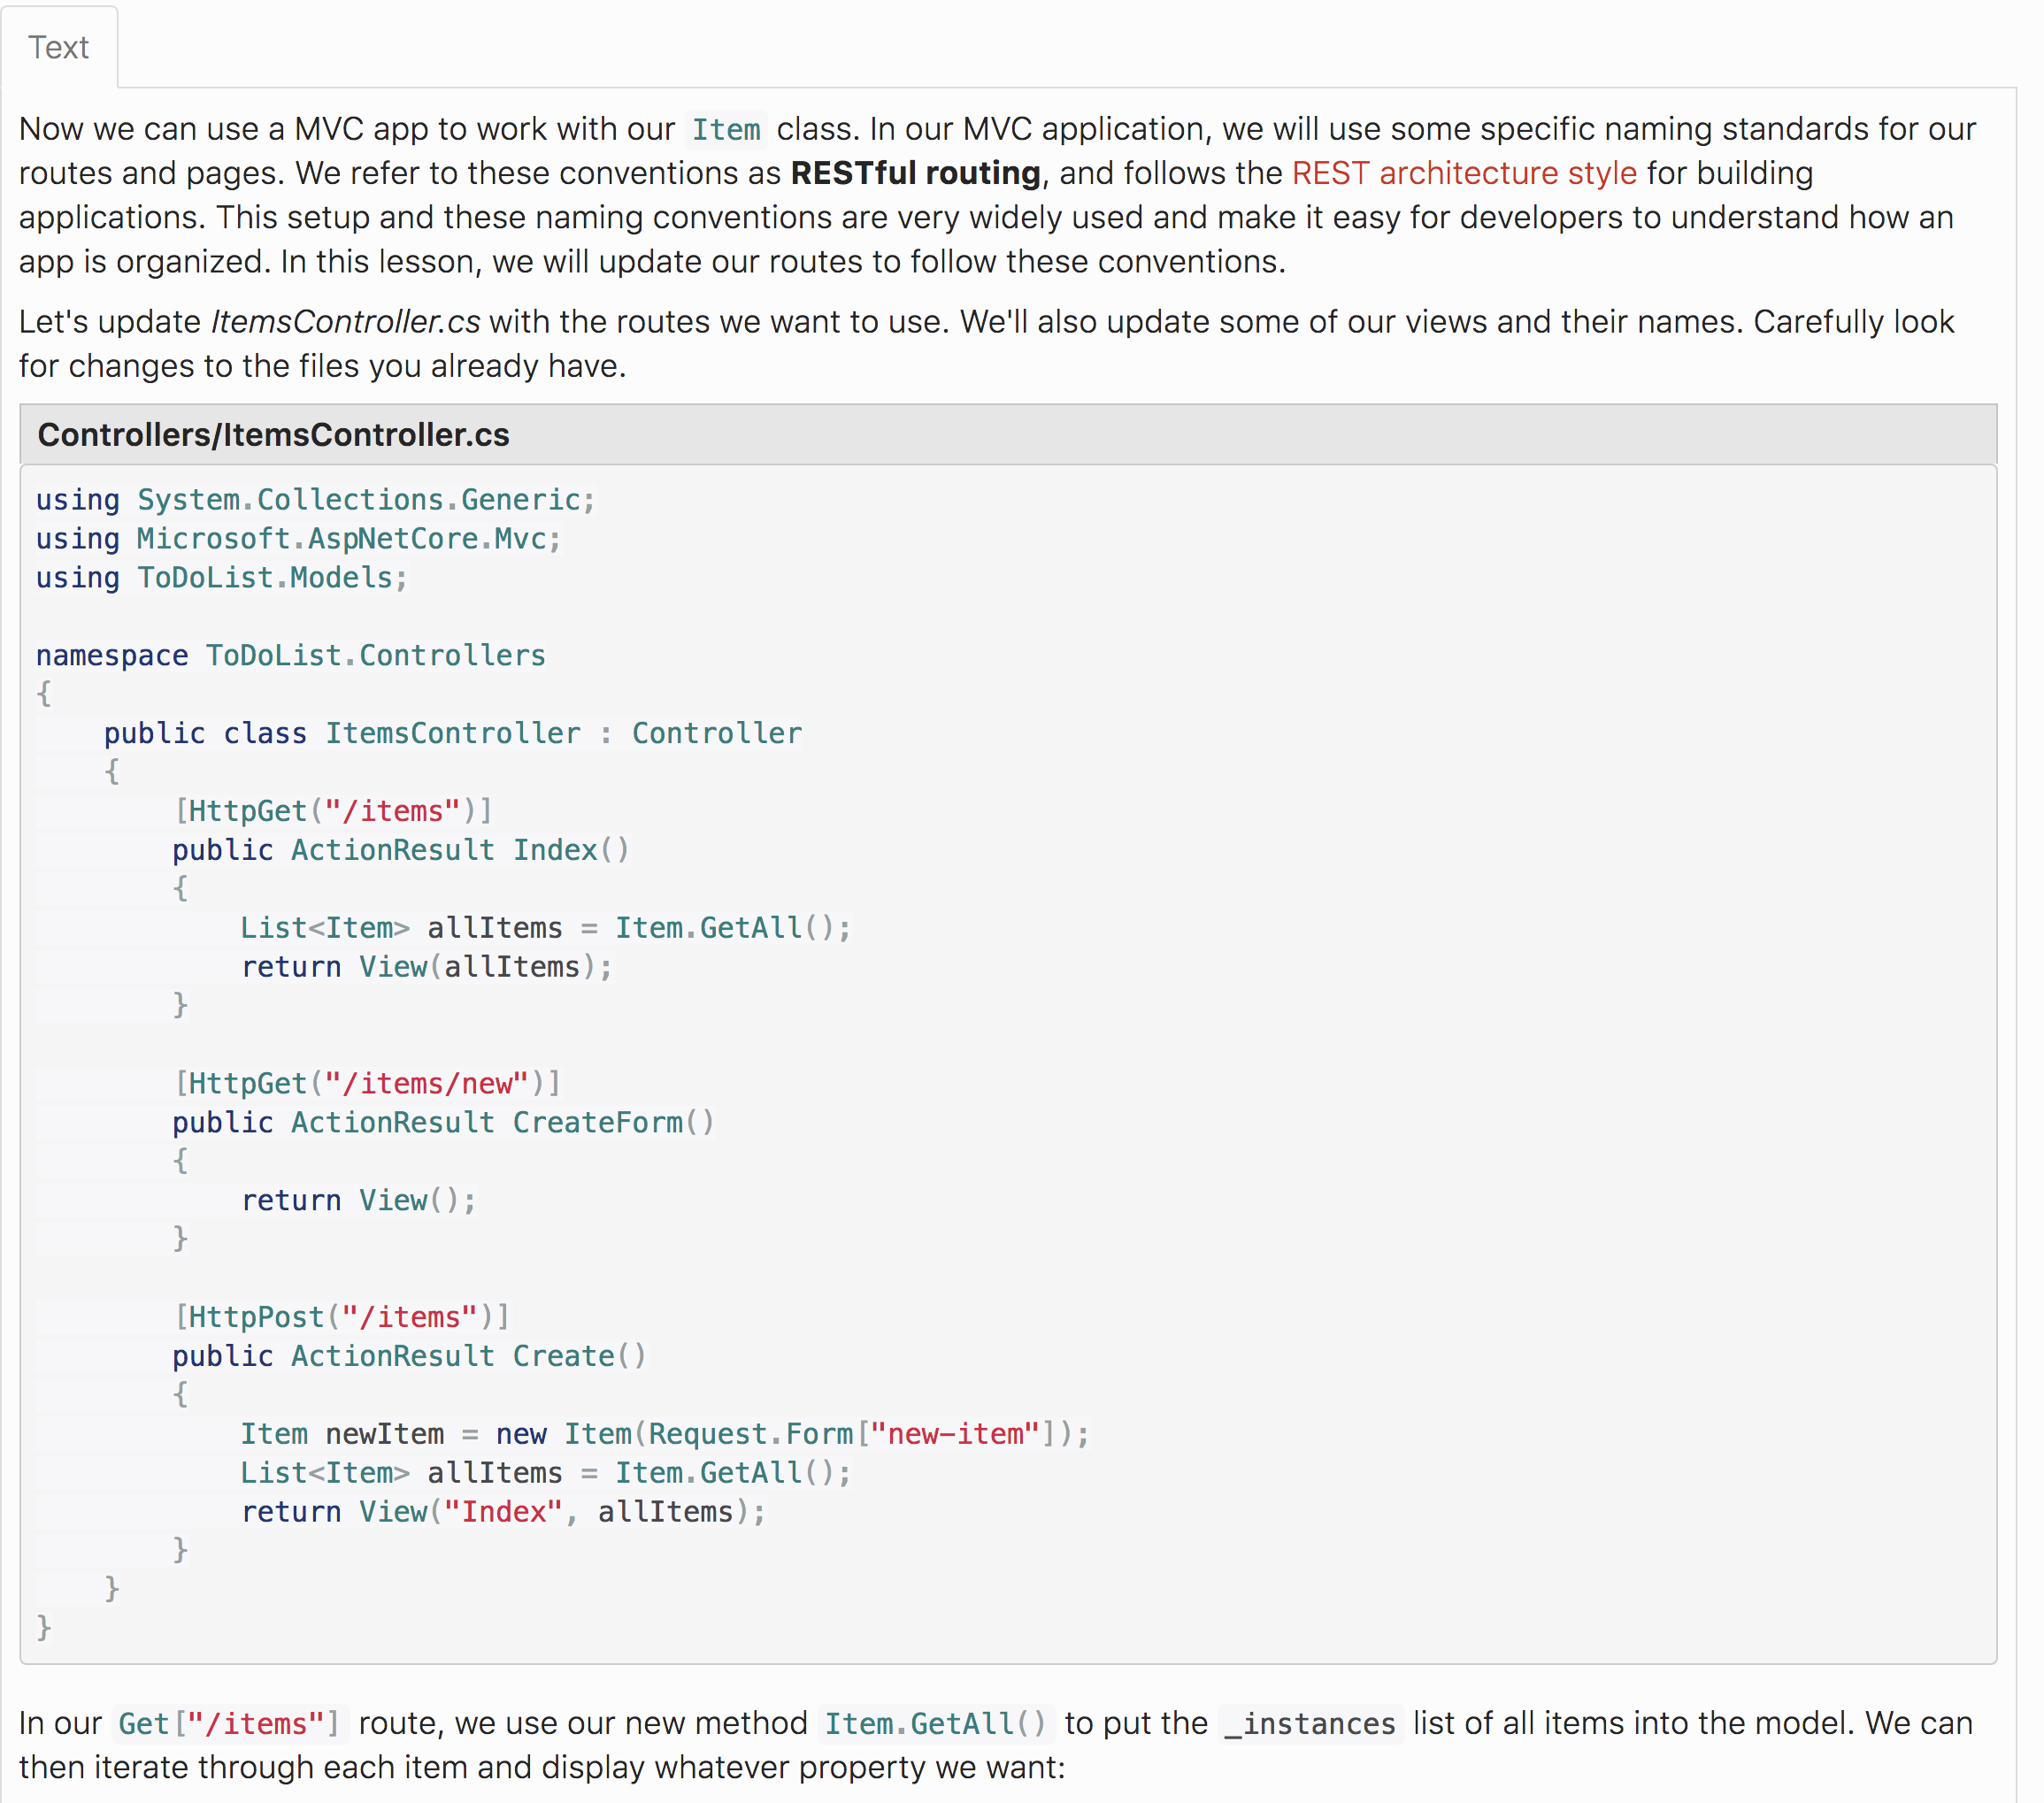 Text
Now we can use a MVC app to work with our Item class. In our MVC application, we will use some specific naming standards for our
routes and pages. We refer to these conventions as RESTful routing, and follows the REST architecture style for building
applications. This setup and these naming conventions are very widely used and make it easy for developers to understand how an
app is organized. In this lesson, we will update our routes to follow these conventions.
Let's update ItemsController.cs with the routes we want to use. We'll also update some of our views and their names. Carefully look
for changes to the files you already have.
Controllers/ItemsController.cs
using System.Collections.Generic;
using Microsoft.AspNetCore.Mvc;
using ToDoList.Models;
namespace ToDoList.Controllers
{
    public class ItemsController : Controller
    {
        [HttpGet("/items")]
        public ActionResult Index()
        {
            List<Item> allItems = Item.GetAll();
            return View(allItems);
        }
        [HttpGet("/items/new")]
        public ActionResult CreateForm()
        {
            return View();
        }
        [HttpPost("/items")]
        public ActionResult Create()
        {
            Item newItem = new Item(Request.Form["new-item"]);
            List<Item> allItems = Item.GetAll();
            return View("Index", allItems);
        }
    }
}
In our Get["/items"] route, we use our new method Item.GetAll() to put the _instances list of all items into the model. We can
then iterate through each item and display whatever property we want: